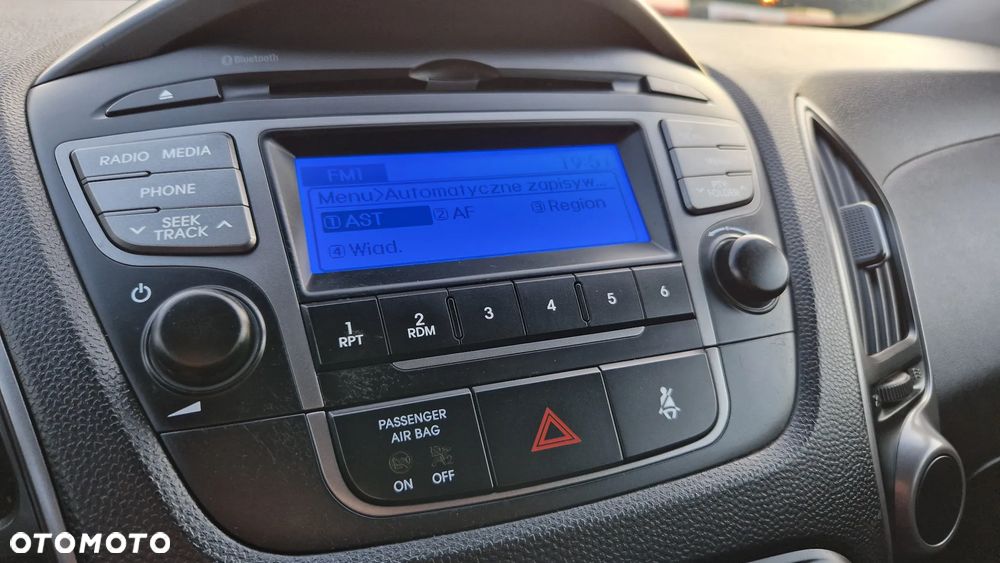 Bluetooth
RADIO MEDIA
PHONE
SEEK
TRACK
FOLDER
FM1
Menu>Automatyczne zapisyw...
1 AST 2 AF 3 Region
4 Wiad.
1
RPT
2
RDM
3
4
5
6
PASSENGER
AIR BAG
ON OFF
OTOMOTO